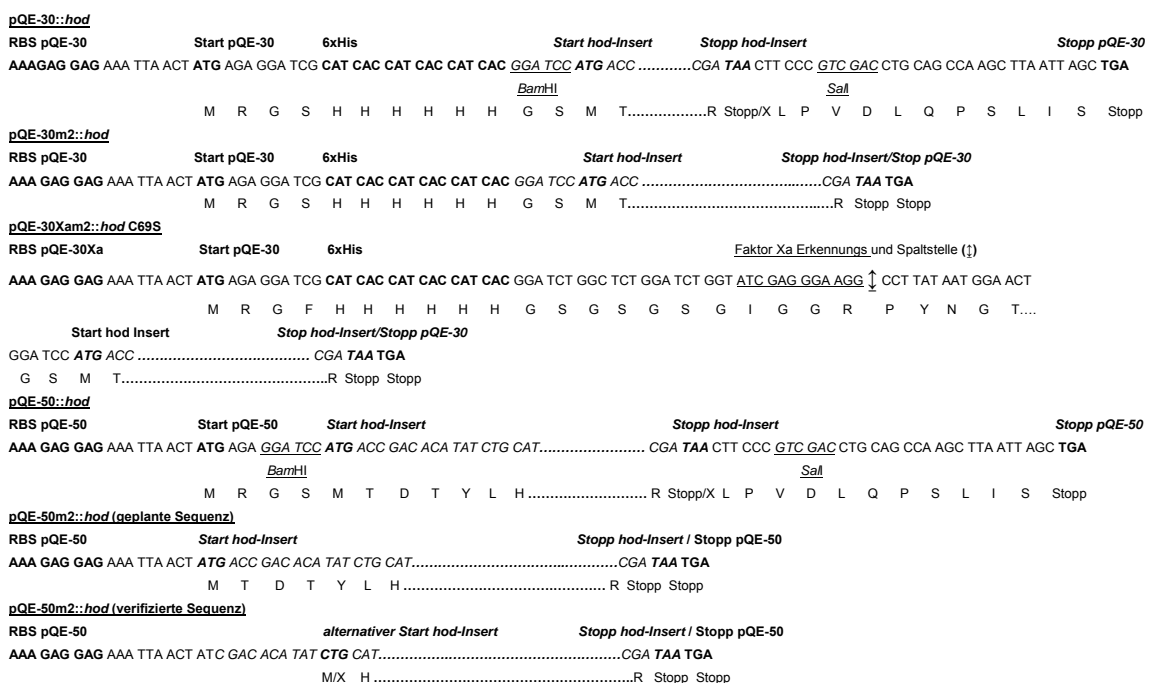 pQE-30::hod
RBS pQE-30 Start pQE-30 6xHis Start hod-Insert Stopp hod-Insert Stopp pQE-30
AAAGAG GAG AAA TTA ACT ATG AGA GGA TCG CAT CAC CAT CAC CAT CAC GGA TCC ATG ACC ............CGA TAA CTT CCC GTC GAC CTG CAG CCA AGC TTA ATT AGC TGA
BamHI SalI
M R G S H H H H H H G S M T..................R Stopp/X L P V D L Q P S L I S Stopp
pQE-30m2::hod
RBS pQE-30 Start pQE-30 6xHis Start hod-Insert Stopp hod-Insert/Stop pQE-30
AAA GAG GAG AAA TTA ACT ATG AGA GGA TCG CAT CAC CAT CAC CAT CAC GGA TCC ATG ACC ........................................CGA TAA TGA
M R G S H H H H H H G S M T..........................................R Stopp Stopp
pQE-30Xam2::hod C69S
RBS pQE-30Xa Start pQE-30 6xHis Faktor Xa Erkennungs und Spaltstelle (↕)
AAA GAG GAG AAA TTA ACT ATG AGA GGA TCG CAT CAC CAT CAC CAT CAC GGA TCT GGC TCT GGA TCT GGT ATC GAG GGA AGG ↕ CCT TAT AAT GGA ACT
M R G F H H H H H H G S G S G S G I G G R P Y N G T....
Start hod Insert Stop hod-Insert/Stopp pQE-30
GGA TCC ATG ACC ....................................... CGA TAA TGA
G S M T..............................................R Stopp Stopp
pQE-50::hod
RBS pQE-50 Start pQE-50 Start hod-Insert Stopp hod-Insert Stopp pQE-50
AAA GAG GAG AAA TTA ACT ATG AGA GGA TCC ATG ACC GAC ACA TAT CTG CAT......................... CGA TAA CTT CCC GTC GAC CTG CAG CCA AGC TTA ATT AGC TGA
BamHI SalI
M R G S M T D T Y L H........................... R Stopp/X L P V D L Q P S L I S Stopp
pQE-50m2::hod (geplante Sequenz)
RBS pQE-50 Start hod-Insert Stopp hod-Insert / Stopp pQE-50
AAA GAG GAG AAA TTA ACT ATG ACC GAC ACA TAT CTG CAT..............................................CGA TAA TGA
M T D T Y L H.............................................. R Stopp Stopp
pQE-50m2::hod (verifizierte Sequenz)
RBS pQE-50 alternativer Start hod-Insert Stopp hod-Insert / Stopp pQE-50
AAA GAG GAG AAA TTA ACT ATC GAC ACA TAT CTG CAT.......................................................CGA TAA TGA
M/X H ...........................................................R Stopp Stopp